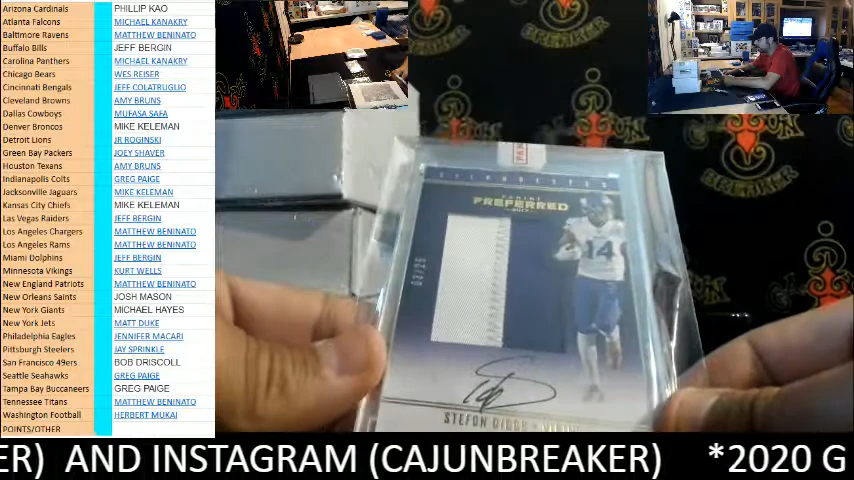 Arizona Cardinals PHILLIP KAO
Atlanta Falcons MICHAEL KANAKRY
Baltimore Ravens MATTHEW BENINATO
Buffalo Bills JEFF BERGIN
Carolina Panthers MICHAEL KANAKRY
Chicago Bears WES REISER
Cincinnati Bengals JEFF COLATRUGLIO
Cleveland Browns AMY BRUNS
Dallas Cowboys MUFASA SAFA
Denver Broncos MIKE KELEMAN
Detroit Lions JR ROGINSKI
Green Bay Packers JOEY SHAVER
Houston Texans AMY BRUNS
Indianapolis Colts GREG PAIGE
Jacksonville Jaguars MIKE KELEMAN
Kansas City Chiefs MIKE KELEMAN
Las Vegas Raiders JEFF BERGIN
Los Angeles Chargers MATTHEW BENINATO
Los Angeles Rams MATTHEW BENINATO
Miami Dolphins JEFF BERGIN
Minnesota Vikings KURT WELLS
New England Patriots MATTHEW BENINATO
New Orleans Saints JOSH MASON
New York Giants MICHAEL HAYES
New York Jets MATT DUKE
Philadelphia Eagles JENNIFER MACARI
Pittsburgh Steelers JAY SPRINKLE
San Francisco 49ers BOB DRISCOLL
Seattle Seahawks GREG PAIGE
Tampa Bay Buccaneers GREG PAIGE
Tennessee Titans MATTHEW BENINATO
Washington Football HERBERT MUKAI
POINTS/OTHER
PREFERRED
14
STEFON DIGGS
BREAKER
ER) AND INSTAGRAM (CAJUNBREAKER) *2020 G